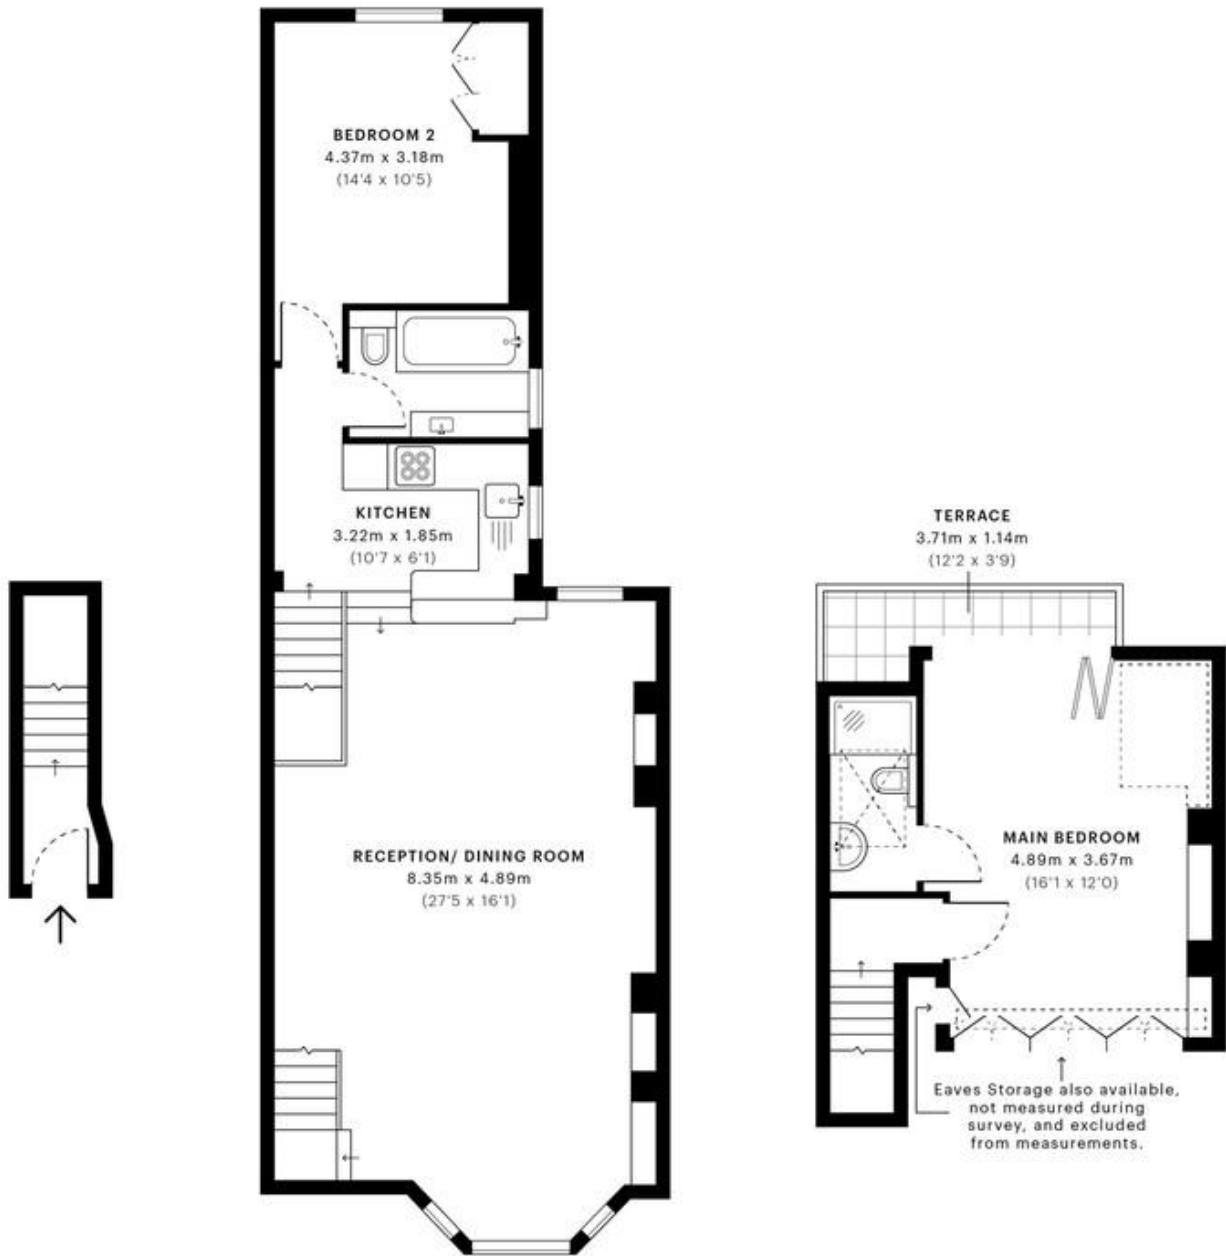 BEDROOM 2
4.37m x 3.18m
(14'4 x 10'5)
KITCHEN
3.22m x 1.85m
(10'7 x 6'1)
RECEPTION/ DINING ROOM
8.35m x 4.89m
(27'5 x 16'1)
TERRACE
3.71m x 1.14m
(12'2 x 3'9)
MAIN BEDROOM
4.89m x 3.67m
(16'1 x 12'0)
Eaves Storage also available,
not measured during
survey, and excluded
from measurements.